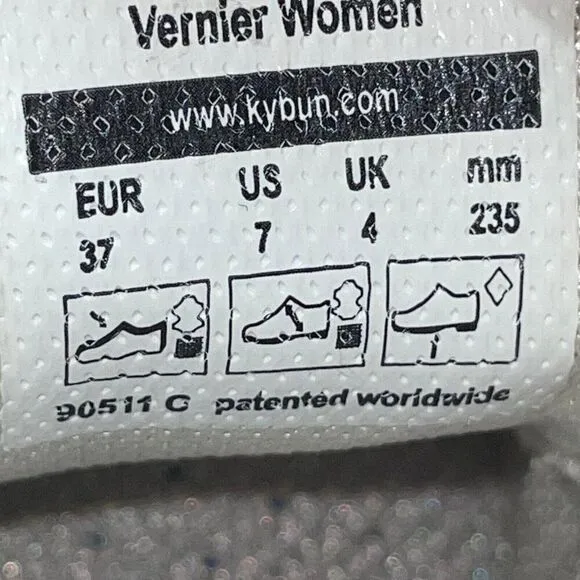 Vernier Women
www.kybun.com
EUR US UK mm
37 7 4 235
90511 C patented worldwide